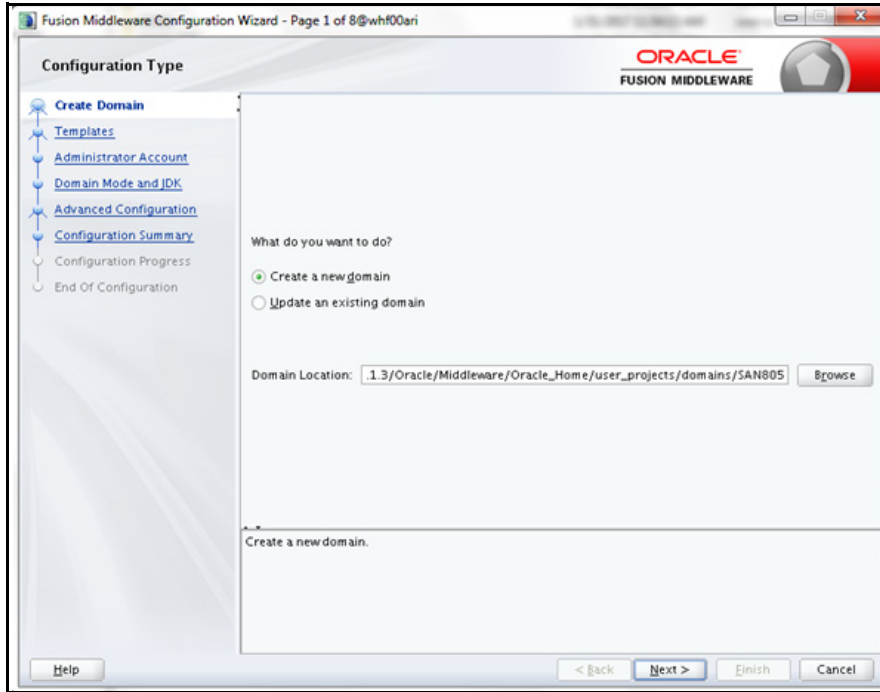 Fusion Middleware Configuration Wizard - Page 1 of 8@whf00ari
Configuration Type
ORACLE
FUSION MIDDLEWARE
Create Domain
Templates
Administrator Account
Domain Mode and JDK
Advanced Configuration
Configuration Summary
Configuration Progress
End Of Configuration
What do you want to do?
Create a new domain
Update an existing domain
Domain Location: .1.3/Oracle/Middleware/Oracle_Home/user_projects/domains/SAN805 Browse
Create a new domain.
Help < Back Next > Finish Cancel